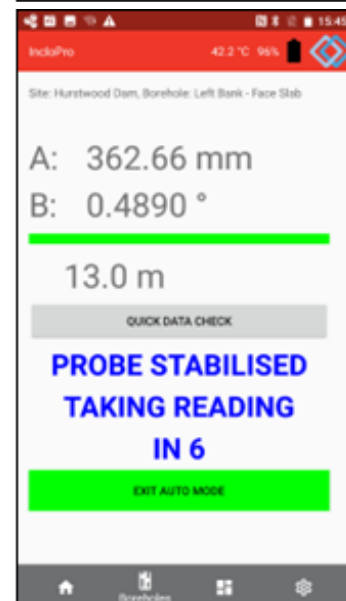 15:45
IncloPro 42.2 °C 96%
Site: Hurstwood Dam, Borehole: Left Bank - Face Slab
A: 362.66 mm
B: 0.4890 °
13.0 m
QUICK DATA CHECK
PROBE STABILISED
TAKING READING
IN 6
EXIT AUTO MODE
Boreholes